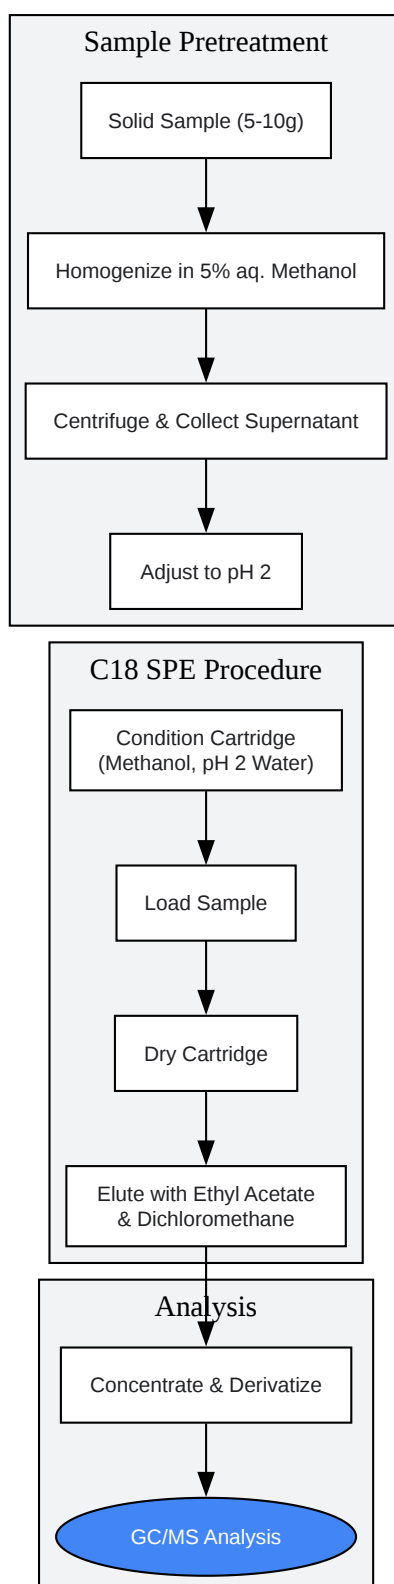 Sample Pretreatment
Solid Sample (5-10g)
Homogenize in 5% aq. Methanol
Centrifuge & Collect Supernatant
Adjust to pH 2
C18 SPE Procedure
Condition Cartridge
(Methanol, pH 2 Water)
Load Sample
Dry Cartridge
Elute with Ethyl Acetate
& Dichloromethane
Analysis
Concentrate & Derivatize
GC/MS Analysis